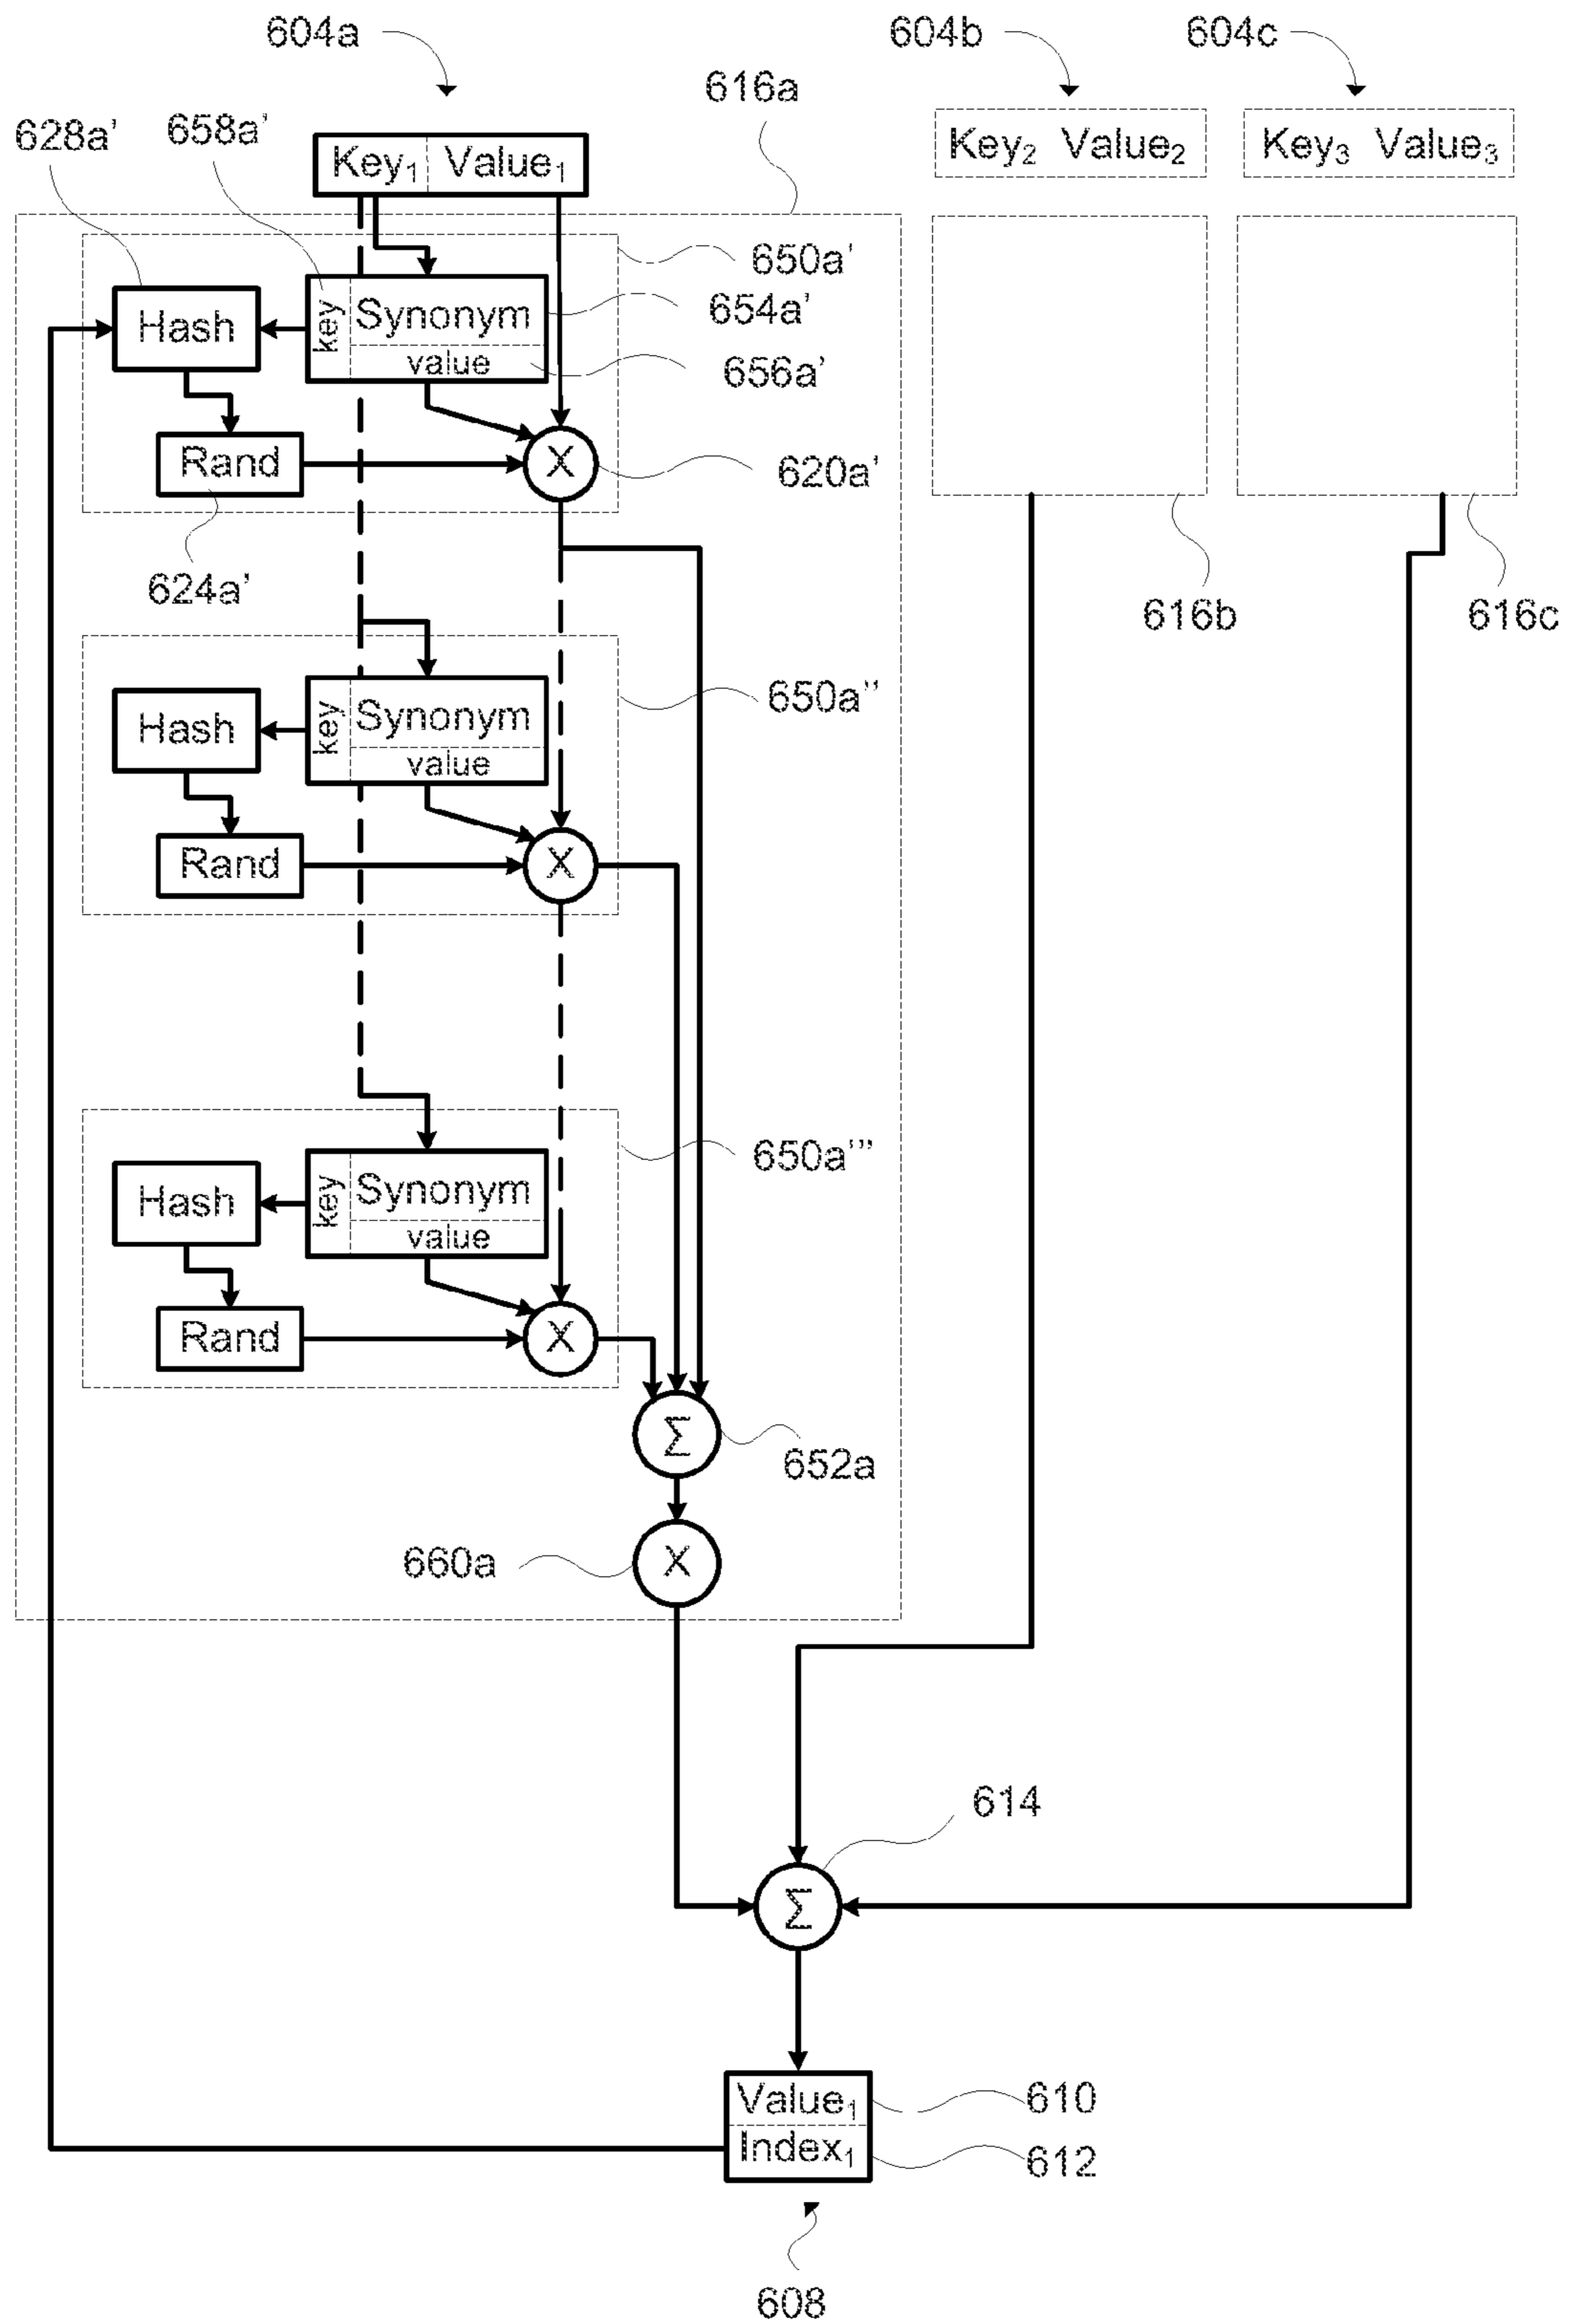 604a
604b
604c
616a
628a’
658a’
Key₁ Value₁
Key₂ Value₂
Key₃ Value₃
650a’
Hash
key
Synonym
654a’
value
656a’
Rand
X
620a’
624a’
616b
616c
650a’’
Hash
key
Synonym
value
Rand
X
650a’’’
Hash
key
Synonym
value
Rand
X
Σ
652a
660a
X
614
Σ
Value₁
610
Index₁
612
608